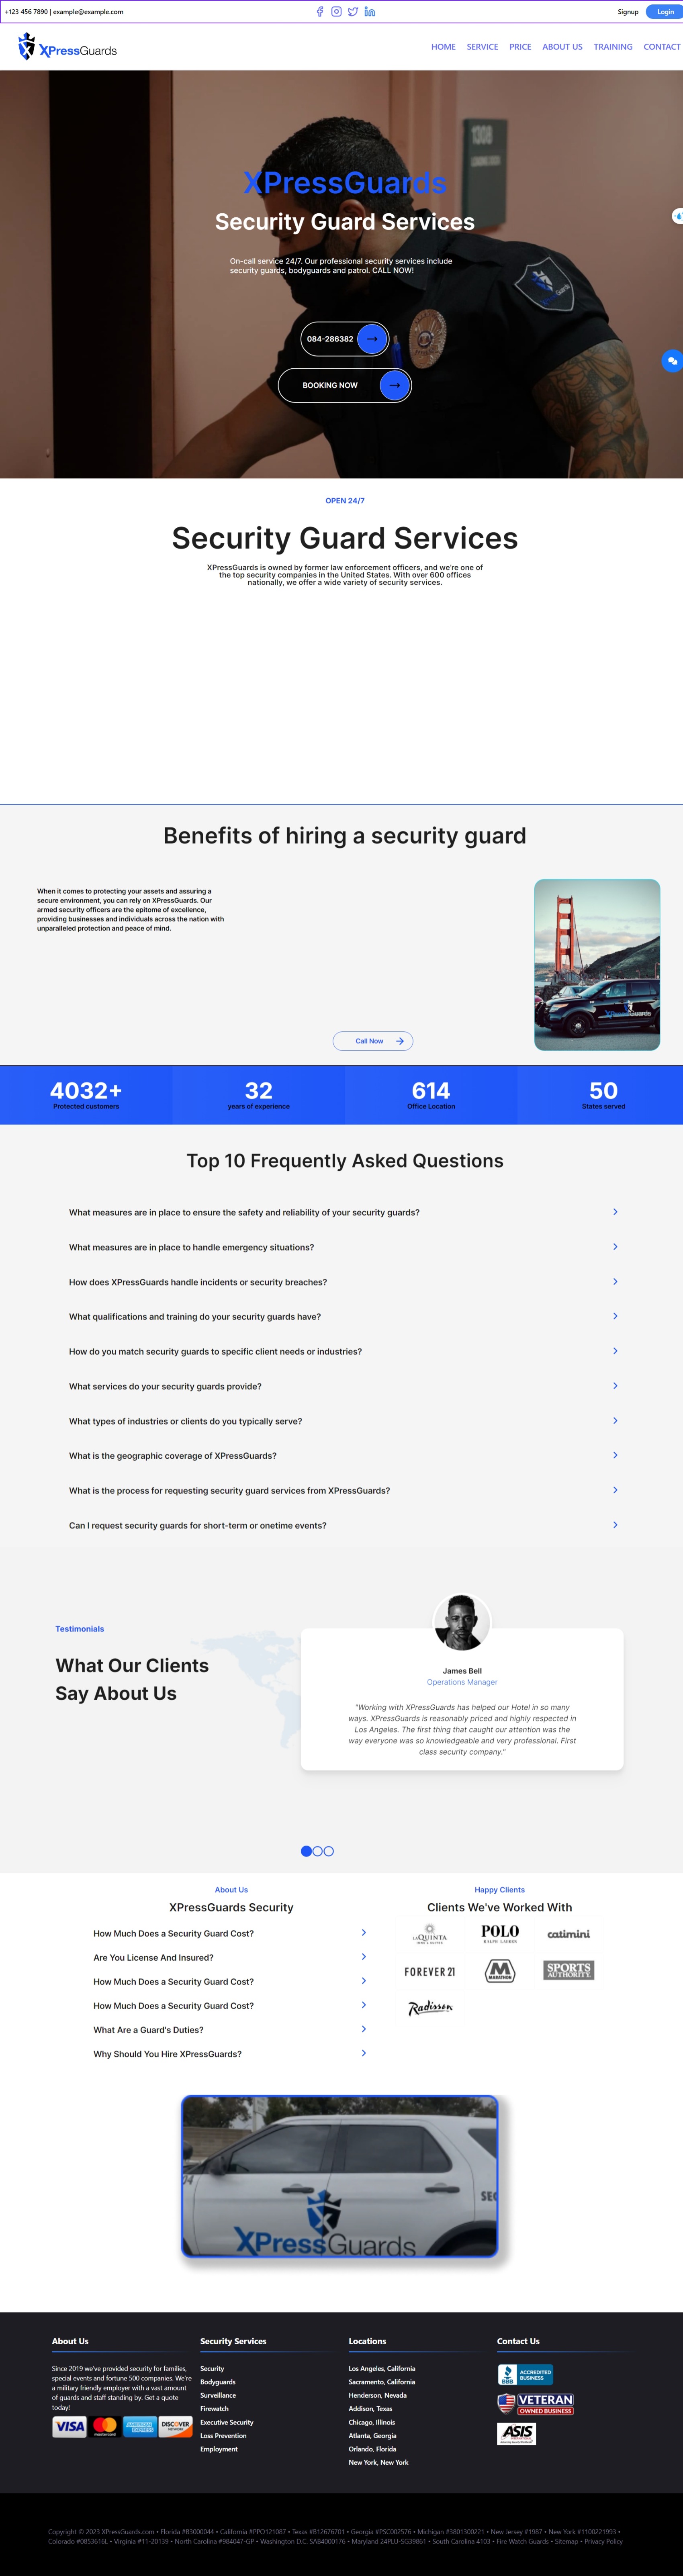 +123 456 7890 | example@example.com
Signup
Login
XPressGuards
HOME SERVICE PRICE ABOUT US TRAINING CONTACT
1308
XPressGuards
Security Guard Services
On-call service 24/7. Our professional security services include
security guards, bodyguards and patrol. CALL NOW!
084-286382
BOOKING NOW
OPEN 24/7
Security Guard Services
XPressGuards is owned by former law enforcement officers, and we're one of
the top security companies in the United States. With over 600 offices
nationally, we offer a wide variety of security services.
Benefits of hiring a security guard
When it comes to protecting your assets and assuring a
secure environment, you can rely on XPressGuards. Our
armed security officers are the epitome of excellence,
providing businesses and individuals across the nation with
unparalleled protection and peace of mind.
XPressGuards
Call Now
4032+
Protected customers
32
years of experience
614
Office Location
50
States served
Top 10 Frequently Asked Questions
What measures are in place to ensure the safety and reliability of your security guards?
What measures are in place to handle emergency situations?
How does XPressGuards handle incidents or security breaches?
What qualifications and training do your security guards have?
How do you match security guards to specific client needs or industries?
What services do your security guards provide?
What types of industries or clients do you typically serve?
What is the geographic coverage of XPressGuards?
What is the process for requesting security guard services from XPressGuards?
Can I request security guards for short-term or onetime events?
Testimonials
What Our Clients
Say About Us
James Bell
Operations Manager
"Working with XPressGuards has helped our Hotel in so many
ways. XPressGuards is reasonably priced and highly respected in
Los Angeles. The first thing that caught our attention was the
way everyone was so knowledgeable and very professional. First
class security company."
About Us
XPressGuards Security
How Much Does a Security Guard Cost?
Are You License And Insured?
How Much Does a Security Guard Cost?
How Much Does a Security Guard Cost?
What Are a Guard's Duties?
Why Should You Hire XPressGuards?
Happy Clients
Clients We've Worked With
LAQUINTA
INNS & SUITES
POLO
RALPH LAUREN
catimini
FOREVER 21
MARATHON
SPORTS
AUTHORITY
Radisson
SEC
XPressGuards
About Us
Since 2019 we've provided security for families,
special events and fortune 500 companies. We're
a military friendly employer with a vast amount
of guards and staff standing by. Get a quote
today!
VISA
mastercard
AMERICAN EXPRESS
DISCOVER
NETWORK
Security Services
Security
Bodyguards
Surveillance
Firewatch
Executive Security
Loss Prevention
Employment
Locations
Los Angeles, California
Sacramento, California
Henderson, Nevada
Addison, Texas
Chicago, Illinois
Atlanta, Georgia
Orlando, Florida
New York, New York
Contact Us
BBB
ACCREDITED
BUSINESS
VETERAN
OWNED BUSINESS
ASIS
Copyright © 2023 XPressGuards.com • Florida #B3000044 • California #PPO121087 • Texas #B12676701 • Georgia #PSC002576 • Michigan #3801300221 • New Jersey #1987 • New York #1100221993 •
Colorado #0853616L • Virginia #11-20139 • North Carolina #984047-GP • Washington D.C. SAB4000176 • Maryland 24PLU-SG39861 • South Carolina 4103 • Fire Watch Guards • Sitemap • Privacy Policy